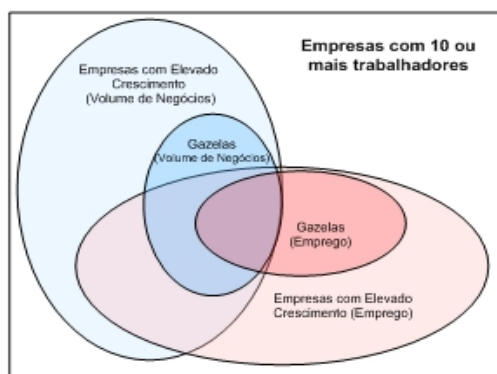 Empresas com 10 ou
mais trabalhadores
Empresas com Elevado
Crescimento
(Volume de Negócios)
Gazelas
(Volume de Negócios)
Gazelas
(Emprego)
Empresas com Elevado
Crescimento (Emprego)